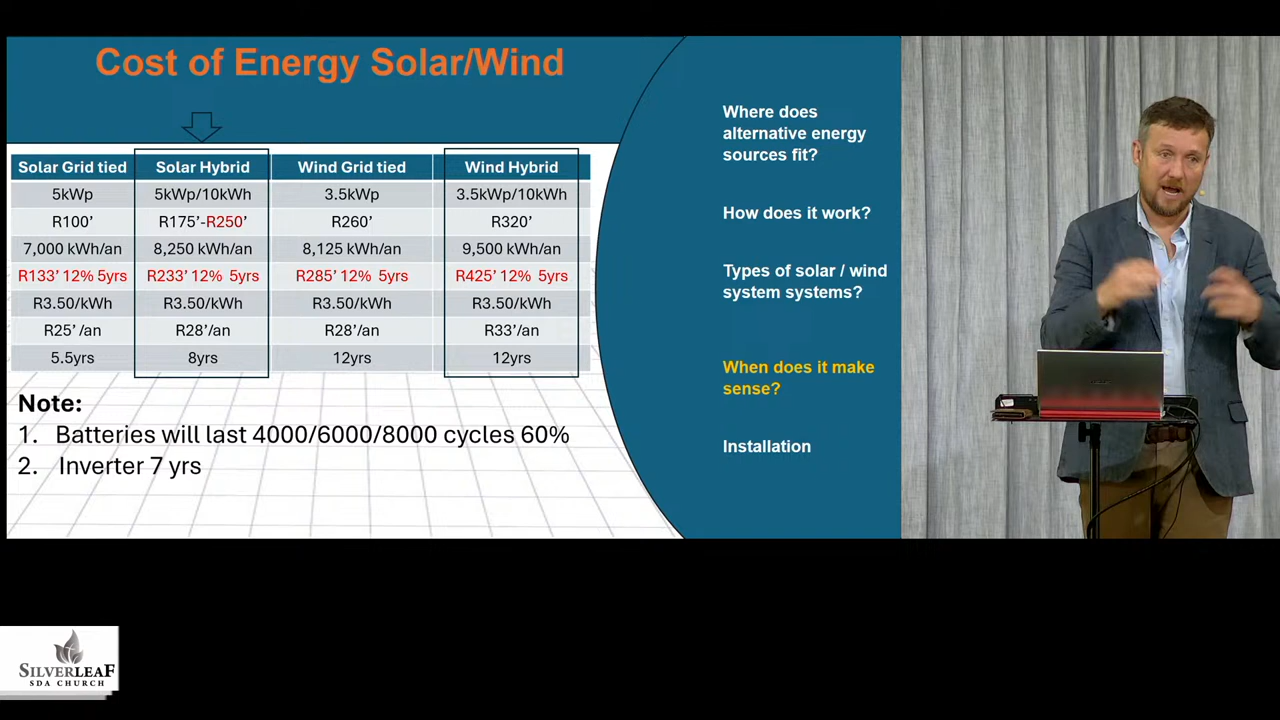 Cost of Energy Solar/Wind
Solar Grid tied Solar Hybrid Wind Grid tied Wind Hybrid
5kWp 5kWp/10kWh 3.5kWp 3.5kWp/10kWh
R100' R175'-R250' R260' R320'
7,000 kWh/an 8,250 kWh/an 8,125 kWh/an 9,500 kWh/an
R133' 12% 5yrs R233' 12% 5yrs R285' 12% 5yrs R425' 12% 5yrs
R3.50/kWh R3.50/kWh R3.50/kWh R3.50/kWh
R25' /an R28'/an R28'/an R33'/an
5.5yrs 8yrs 12yrs 12yrs
Note:
1. Batteries will last 4000/6000/8000 cycles 60%
2. Inverter 7 yrs
Where does
alternative energy
sources fit?
How does it work?
Types of solar / wind
system systems?
When does it make
sense?
Installation
SILVERLEAF
SDA CHURCH